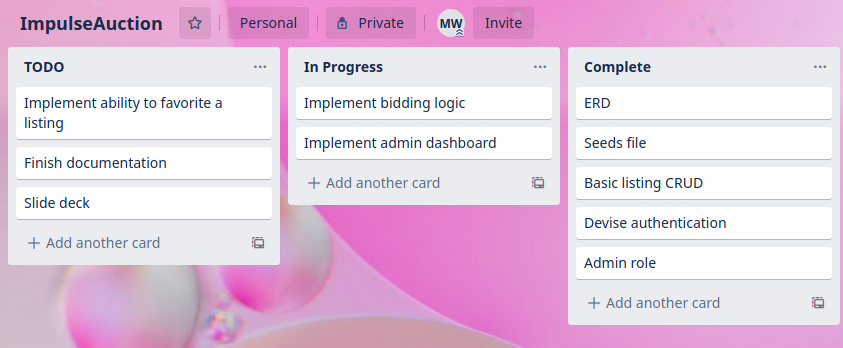 ImpulseAuction
Personal
Private
MW
Invite
TODO
Implement ability to favorite a
listing
Finish documentation
Slide deck
+ Add another card
In Progress
Implement bidding logic
Implement admin dashboard
+ Add another card
Complete
ERD
Seeds file
Basic listing CRUD
Devise authentication
Admin role
+ Add another card